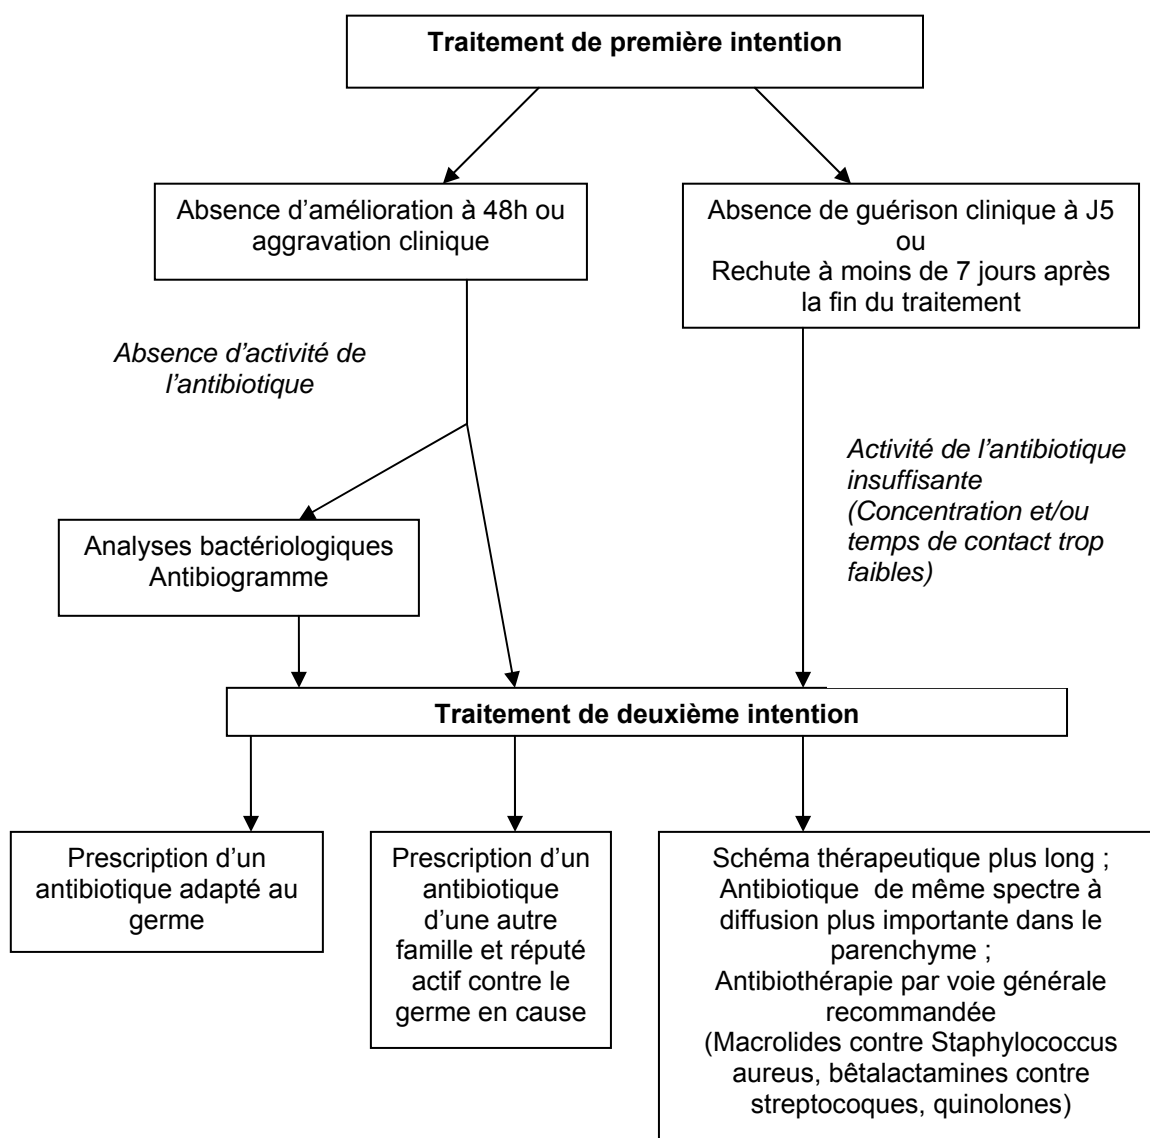 Traitement de première intention
Absence d’amélioration à 48h ou
aggravation clinique
Absence de guérison clinique à J5
ou
Rechute à moins de 7 jours après
la fin du traitement
Absence d’activité de
l’antibiotique
Activité de l’antibiotique
insuffisante
(Concentration et/ou
temps de contact trop
faibles)
Analyses bactériologiques
Antibiogramme
Traitement de deuxième intention
Prescription d’un
antibiotique adapté au
germe
Prescription d’un
antibiotique
d’une autre
famille et réputé
actif contre le
germe en cause
Schéma thérapeutique plus long ;
Antibiotique de même spectre à
diffusion plus importante dans le
parenchyme ;
Antibiothérapie par voie générale
recommandée
(Macrolides contre Staphylococcus
aureus, bêtalactamines contre
streptocoques, quinolones)